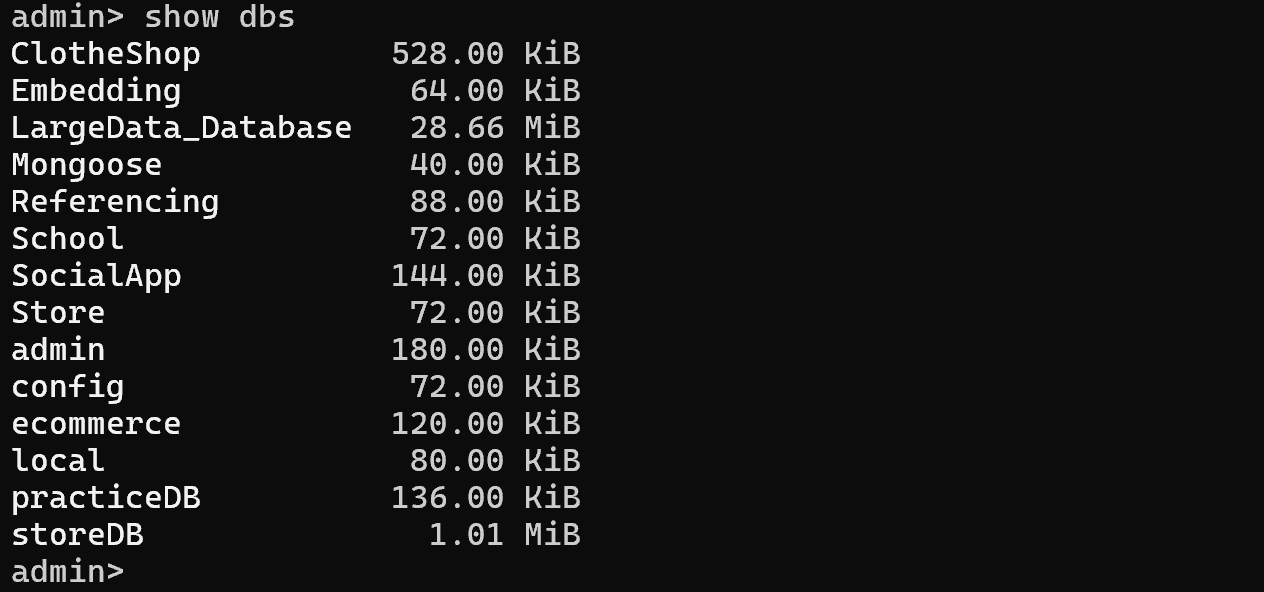 admin> show dbs
ClotheShop          528.00 KiB
Embedding            64.00 KiB
LargeData_Database   28.66 MiB
Mongoose             40.00 KiB
Referencing          88.00 KiB
School               72.00 KiB
SocialApp           144.00 KiB
Store                72.00 KiB
admin               180.00 KiB
config               72.00 KiB
ecommerce           120.00 KiB
local                80.00 KiB
practiceDB          136.00 KiB
storeDB               1.01 MiB
admin>